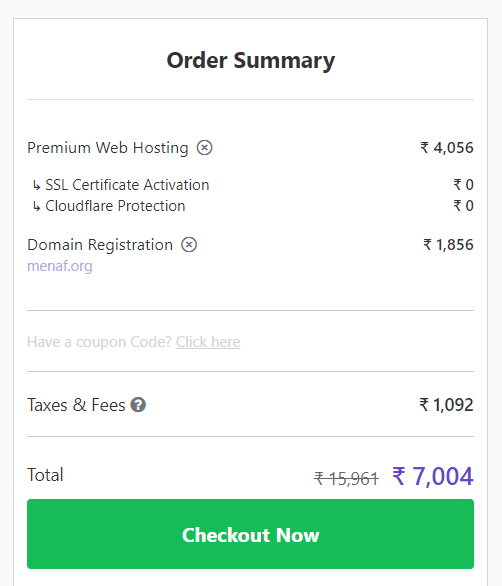 Order Summary
Premium Web Hosting ₹ 4,056
↳ SSL Certificate Activation ₹ 0
↳ Cloudflare Protection ₹ 0
Domain Registration ₹ 1,856
menaf.org
Have a coupon Code? Click here
Taxes & Fees ? ₹ 1,092
Total ₹ 15,961 ₹ 7,004
Checkout Now